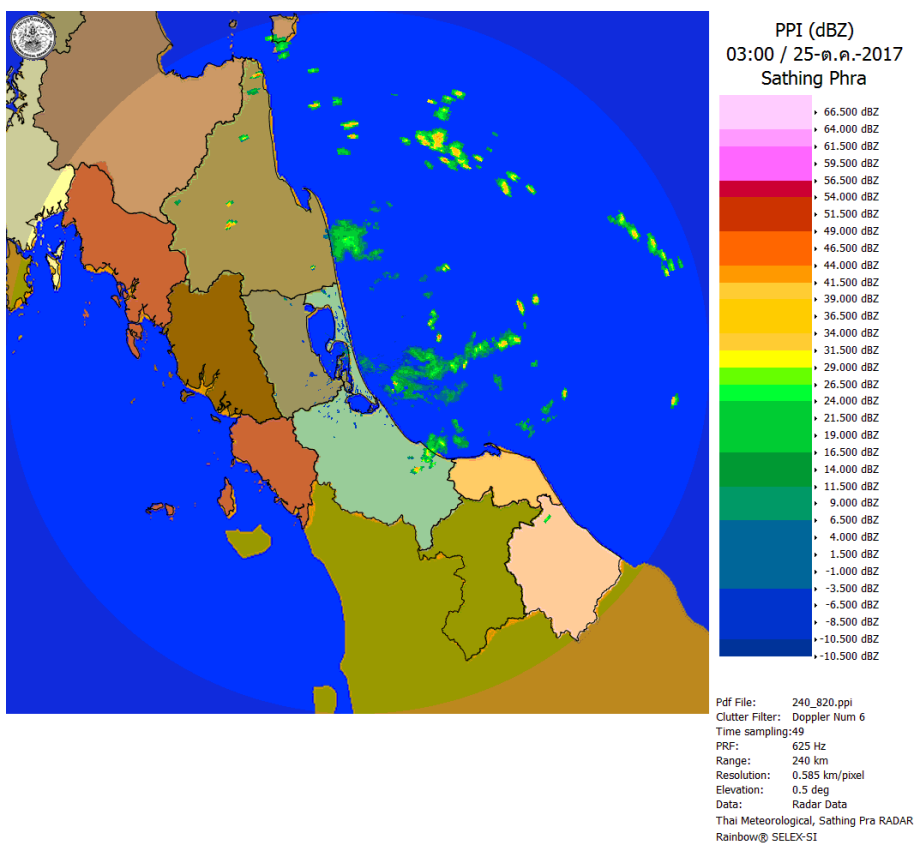 PPI (dBZ)
03:00 / 25-ต.ค.-2017
Sathing Phra
66.500 dBZ
64.000 dBZ
61.500 dBZ
59.500 dBZ
56.500 dBZ
54.000 dBZ
51.500 dBZ
49.000 dBZ
46.500 dBZ
44.000 dBZ
41.500 dBZ
39.000 dBZ
36.500 dBZ
34.000 dBZ
31.500 dBZ
29.000 dBZ
26.500 dBZ
24.000 dBZ
21.500 dBZ
19.000 dBZ
16.500 dBZ
14.000 dBZ
11.500 dBZ
9.000 dBZ
6.500 dBZ
4.000 dBZ
1.500 dBZ
-1.000 dBZ
-3.500 dBZ
-6.500 dBZ
-8.500 dBZ
-10.500 dBZ
-10.500 dBZ
Pdf File: 240_820.ppi
Clutter Filter: Doppler Num 6
Time sampling:49
PRF: 625 Hz
Range: 240 km
Resolution: 0.585 km/pixel
Elevation: 0.5 deg
Data: Radar Data
Thai Meteorological, Sathing Pra RADAR
Rainbow® SELEX-SI